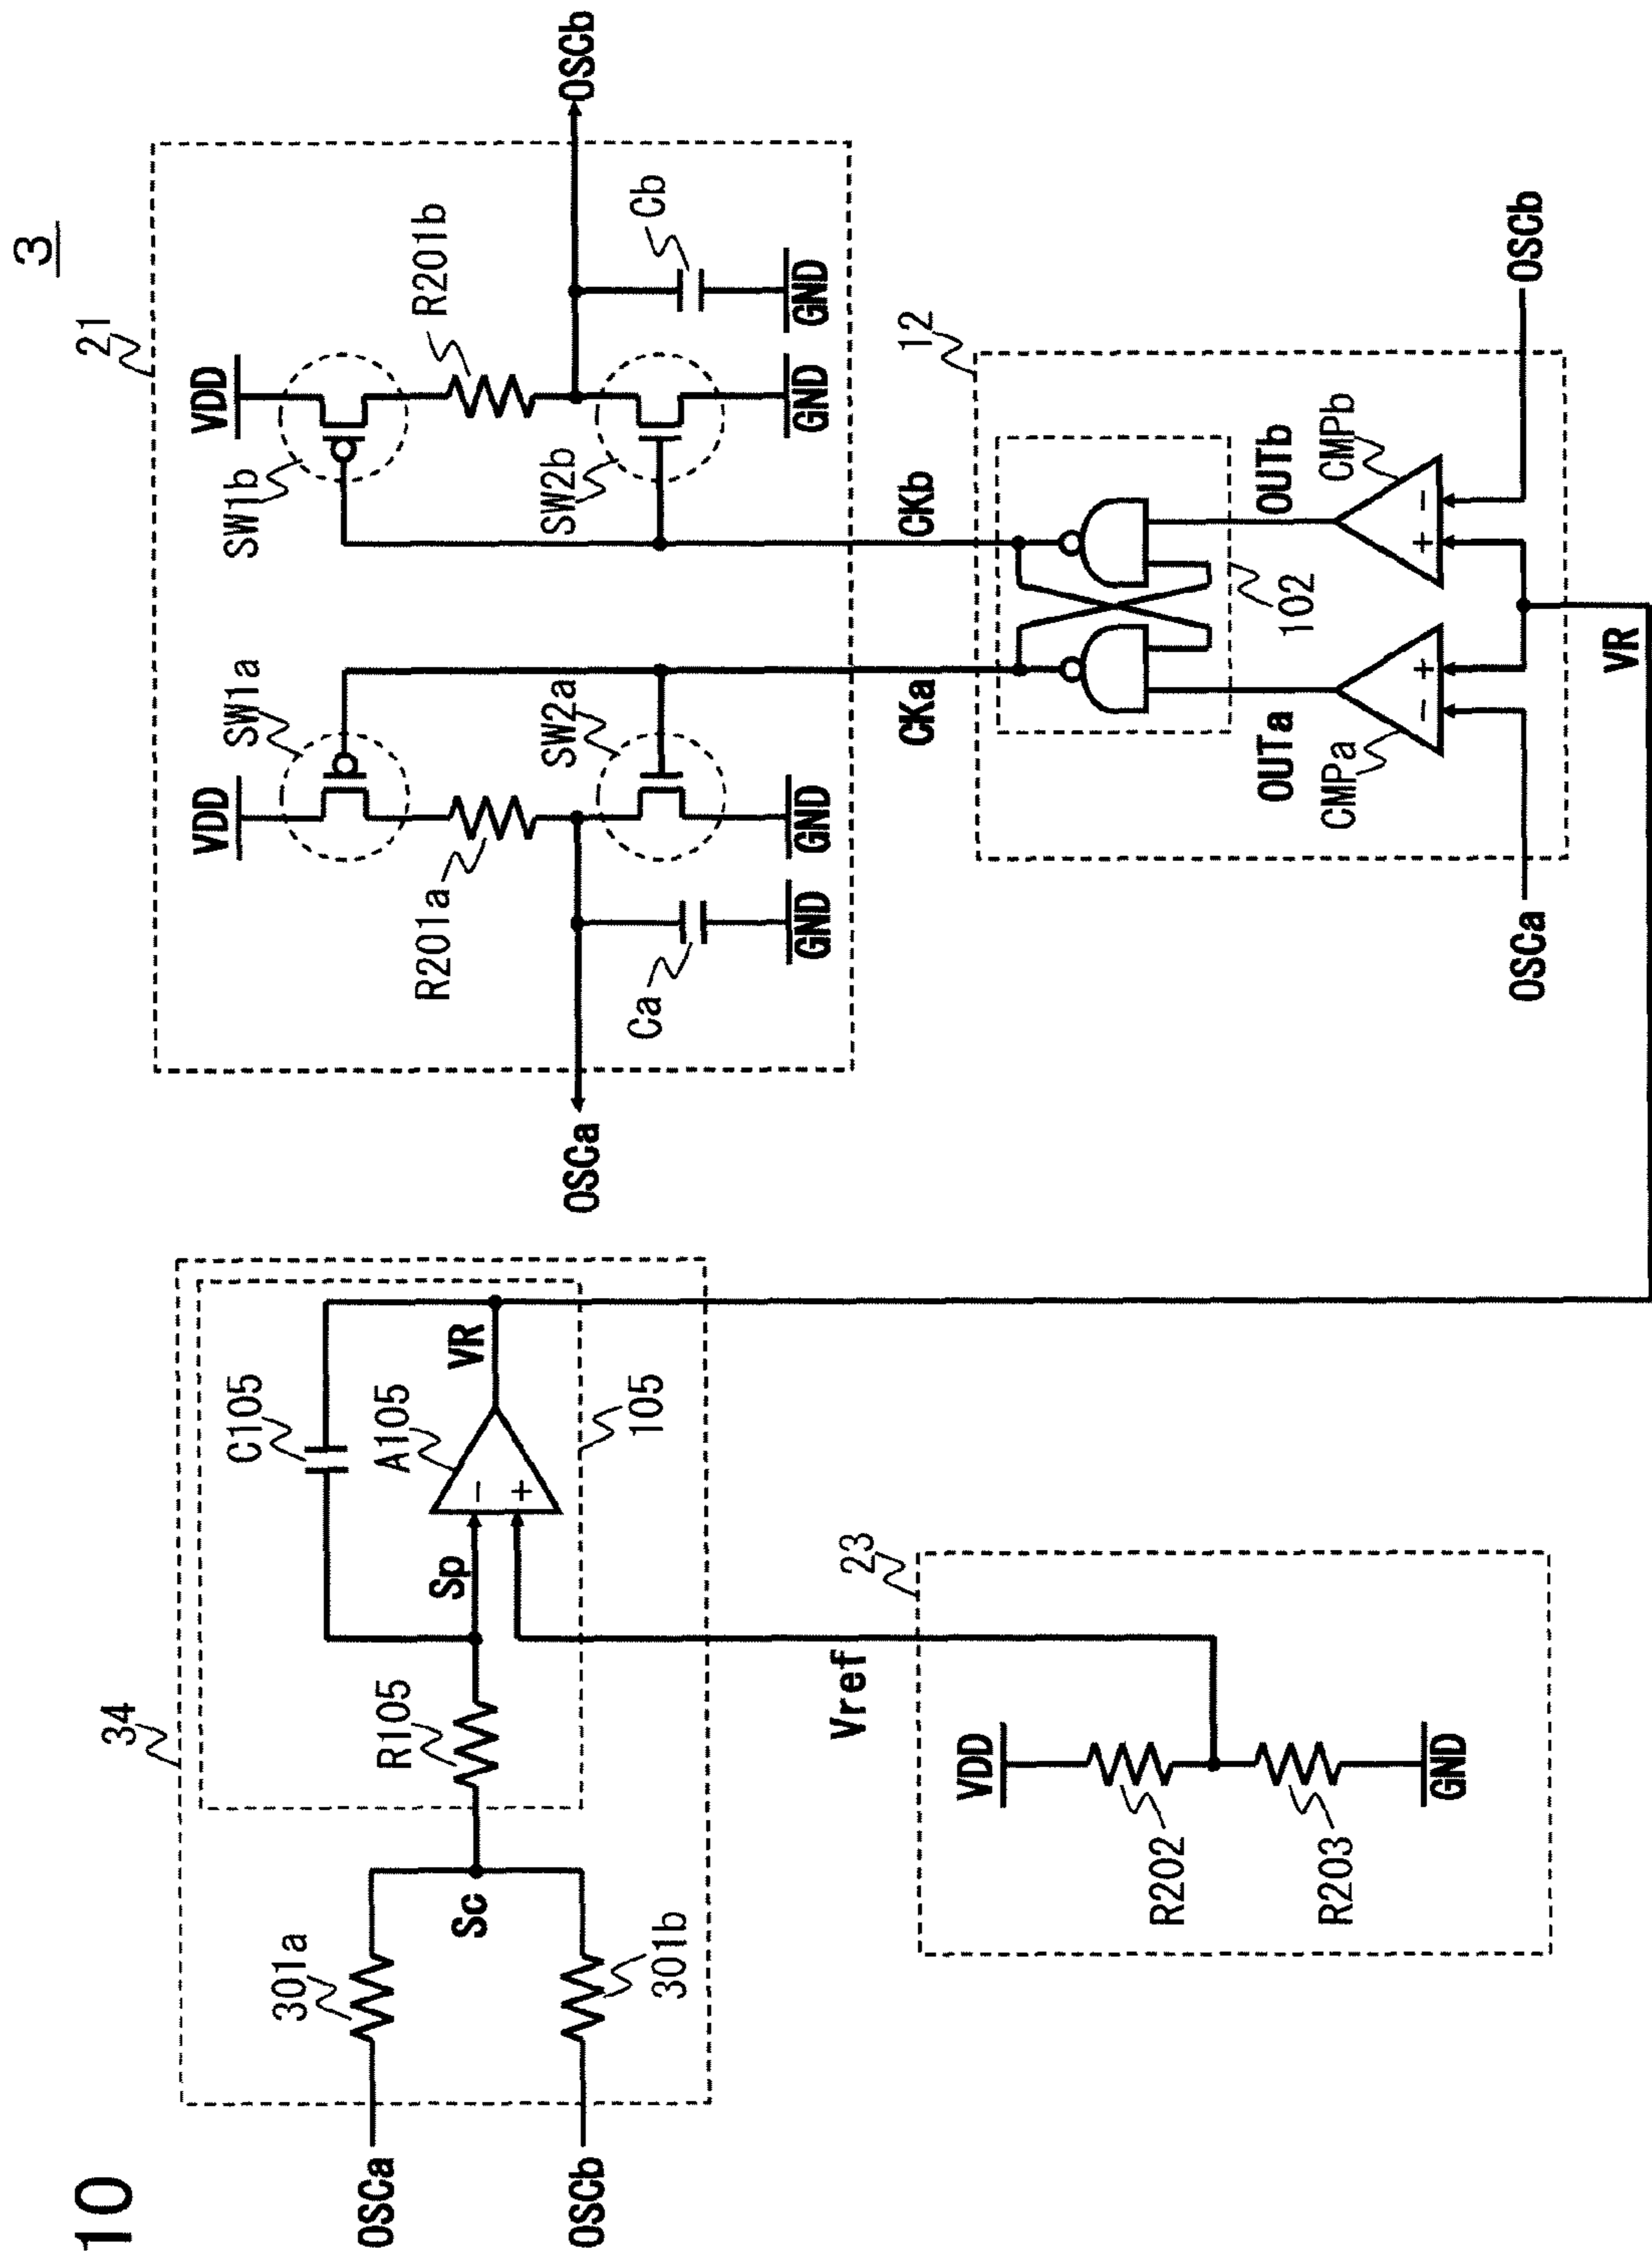 10
3
34
301a
301b
OSCa
OSCb
Sc
R105
Sp
C105
A105
VR
105
Vref
23
VDD
R202
R203
GND
21
VDD
SW1a
R201a
SW2a
Ca
GND
GND
OSCa
VDD
SW1b
R201b
SW2b
Cb
GND
GND
OSCb
CKa
CKb
12
102
OUTa
OUTb
CMPa
CMPb
-
+
+
-
-
+
OSCa
OSCb
VR